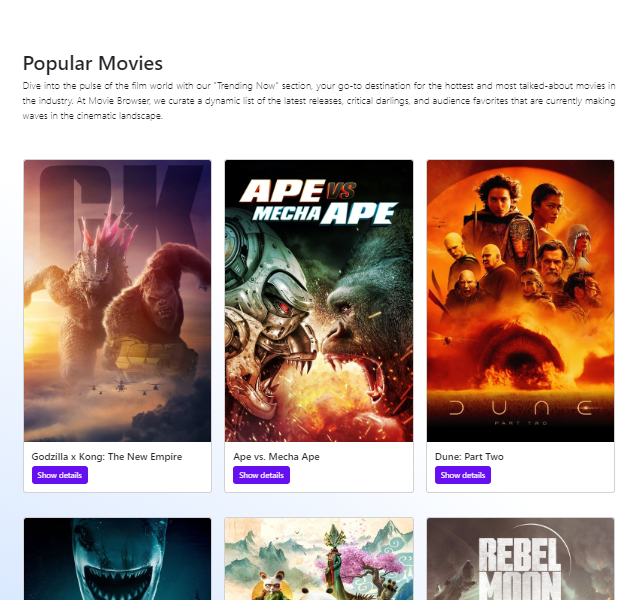 Popular Movies
Dive into the pulse of the film world with our "Trending Now" section, your go-to destination for the hottest and most talked-about movies in
the industry. At Movie Browser, we curate a dynamic list of the latest releases, critical darlings, and audience favorites that are currently making
waves in the cinematic landscape.
GK
APE VS
MECHA APE
DUNE
PART TWO
Godzilla x Kong: The New Empire
Ape vs. Mecha Ape
Dune: Part Two
Show details
Show details
Show details
REBEL
MOON